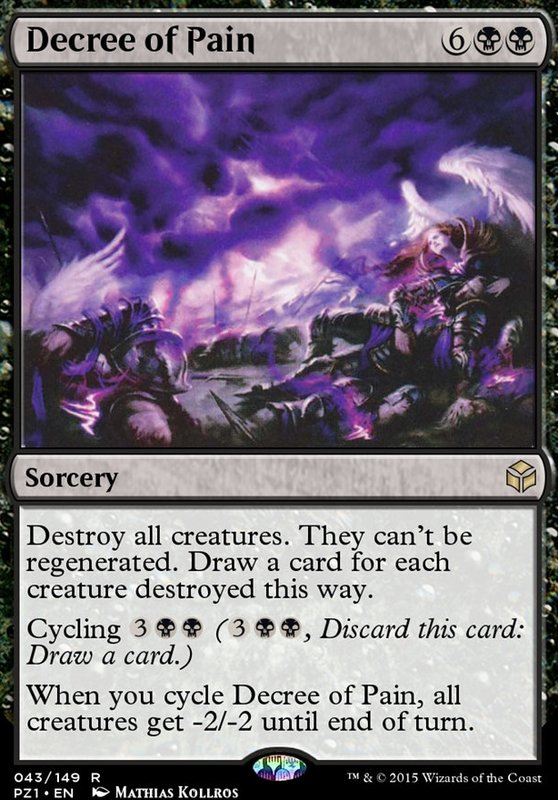 Decree of Pain 6
Sorcery
Destroy all creatures. They can't be
regenerated. Draw a card for each
creature destroyed this way.
Cycling 3 (3, Discard this card:
Draw a card.)
When you cycle Decree of Pain, all
creatures get -2/-2 until end of turn.
043/149 R
PZ1 • EN Mathias Kollros
™ & © 2015 Wizards of the Coast